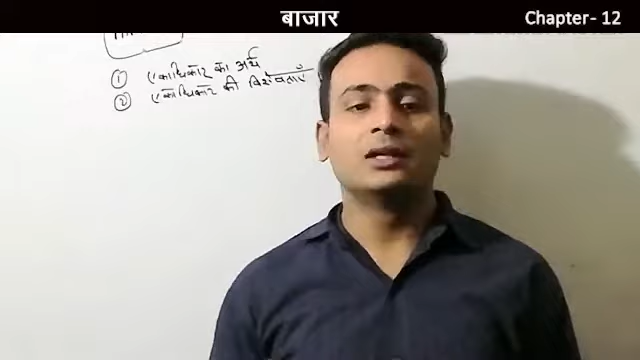 बाजार
Chapter- 12
① एकाधिकार का अर्थ
② एकाधिकार की विशेषताएँ